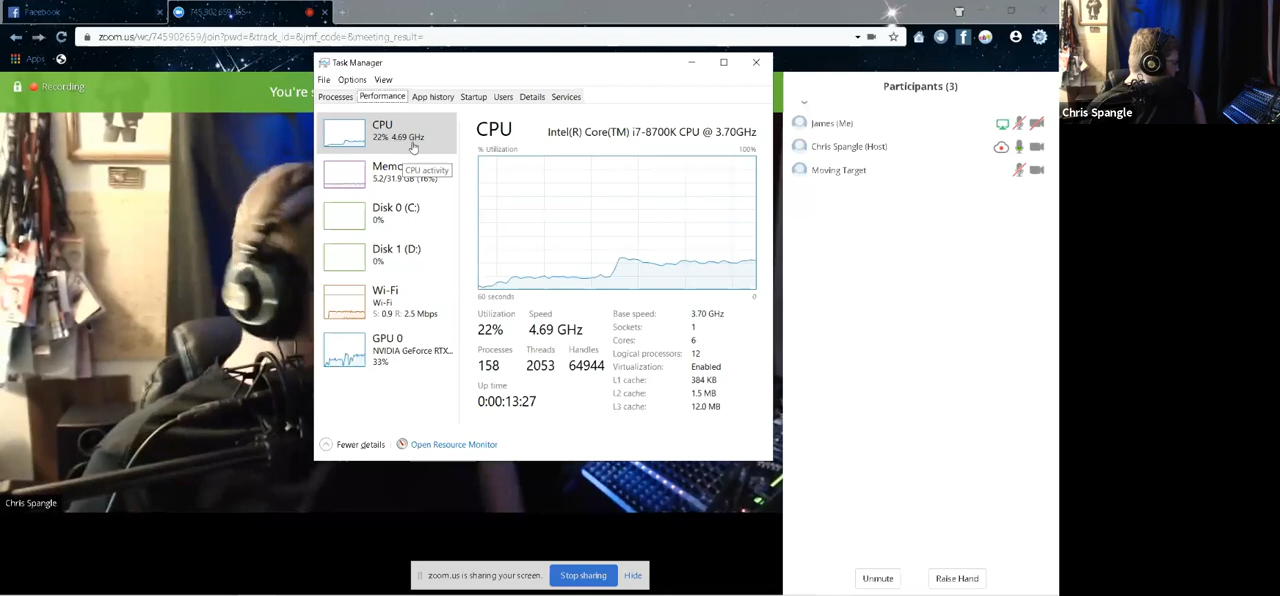 Facebook
745 902 659
zoom.us/wc/745902659/join?pwd=&track_id=&jmf_code=&meeting_result=
Apps
Recording
You're s
Task Manager
File Options View
Processes Performance App history Startup Users Details Services
CPU
22% 4.69 GHz
CPU activity
Memo
5.2/31.9 GB (16%)
Disk 0 (C:)
0%
Disk 1 (D:)
0%
Wi-Fi
Wi-Fi
S: 0.9 R: 2.5 Mbps
GPU 0
NVIDIA GeForce RTX...
33%
CPU Intel(R) Core(TM) i7-8700K CPU @ 3.70GHz
% Utilization 100%
60 seconds 0
Utilization Speed
22% 4.69 GHz
Processes Threads Handles
158 2053 64944
Up time
0:00:13:27
Base speed: 3.70 GHz
Sockets: 1
Cores: 6
Logical processors: 12
Virtualization: Enabled
L1 cache: 384 KB
L2 cache: 1.5 MB
L3 cache: 12.0 MB
Fewer details Open Resource Monitor
Chris Spangle
zoom.us is sharing your screen. Stop sharing Hide
Participants (3)
James (Me)
Chris Spangle (Host)
Moving Target
Unmute Raise Hand
Chris Spangle